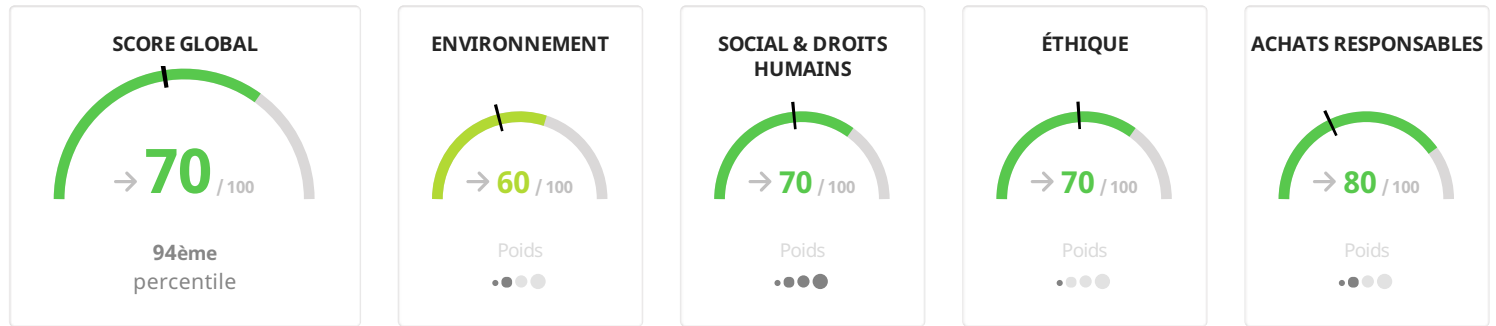 SCORE GLOBAL
→ 70 / 100
94ème
percentile
ENVIRONNEMENT
→ 60 / 100
Poids
SOCIAL & DROITS
HUMAINS
→ 70 / 100
Poids
ÉTHIQUE
→ 70 / 100
Poids
ACHATS RESPONSABLES
→ 80 / 100
Poids